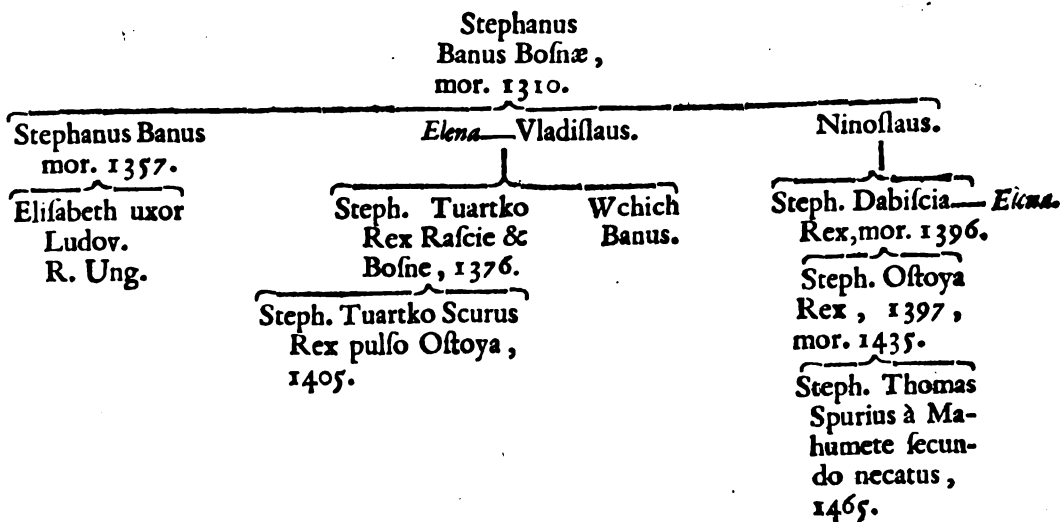 Stephanus
Banus Boſnæ,
mor. 1310.
Stephanus Banus
mor. 1357.
Eliſabeth uxor
Ludov.
R. Ung.
Elena—Vladiſlaus.
Steph. Tuartko
Rex Raſcie &
Boſne, 1376.
Wchich
Banus.
Steph. Tuartko Scurus
Rex pulſo Oſtoya,
1405.
Ninoſlaus.
Steph. Dabiſcia—Elena.
Rex, mor. 1396.
Steph. Oſtoya
Rex, 1397,
mor. 1435.
Steph. Thomas
Spurius à Ma-
humete ſecun-
do necatus,
1465.